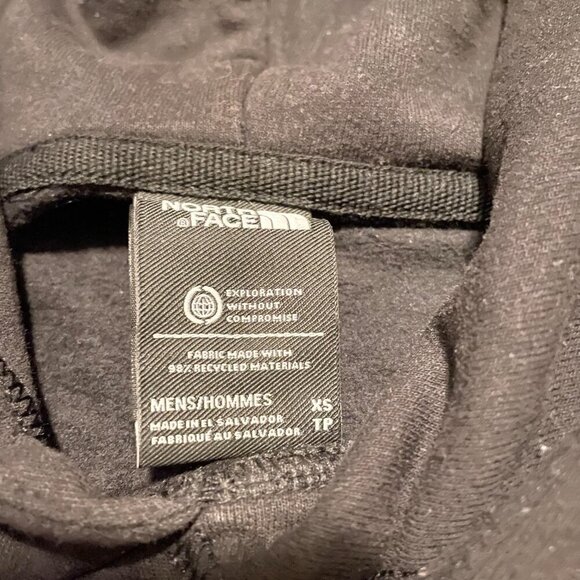 NORTH
FACE
EXPLORATION
WITHOUT
COMPROMISE
FABRIC MADE WITH
98% RECYCLED MATERIALS
MENS/HOMMES XS
MADE IN EL SALVADOR TP
FABRIQUÉ AU SALVADOR